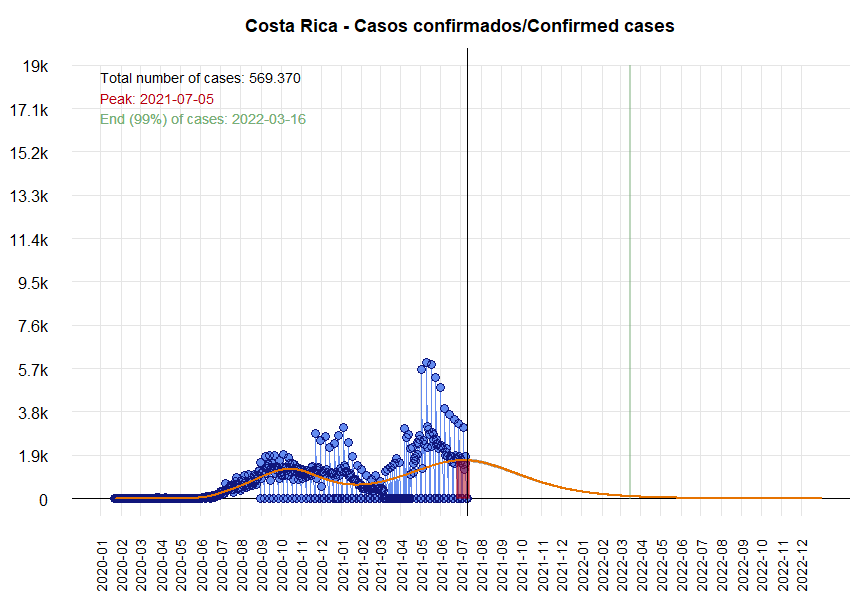 Costa Rica - Casos confirmados/Confirmed cases
19k
17.1k
15.2k
13.3k
11.4k
9.5k
7.6k
5.7k
3.8k
1.9k
0
Total number of cases: 569.370
Peak: 2021-07-05
End (99%) of cases: 2022-03-16
2020-01
2020-02
2020-03
2020-04
2020-05
2020-06
2020-07
2020-08
2020-09
2020-10
2020-11
2020-12
2021-01
2021-02
2021-03
2021-04
2021-05
2021-06
2021-07
2021-08
2021-09
2021-10
2021-11
2021-12
2022-01
2022-02
2022-03
2022-04
2022-05
2022-06
2022-07
2022-08
2022-09
2022-10
2022-11
2022-12